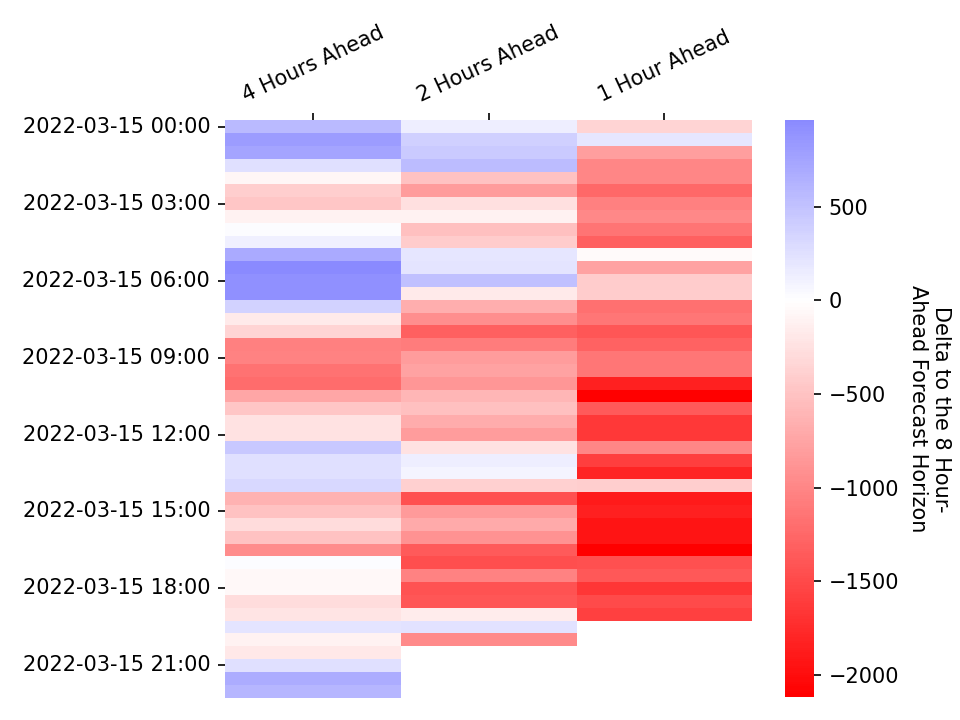 4 Hours Ahead
2 Hours Ahead
1 Hour Ahead
2022-03-15 00:00
2022-03-15 03:00
2022-03-15 06:00
2022-03-15 09:00
2022-03-15 12:00
2022-03-15 15:00
2022-03-15 18:00
2022-03-15 21:00
500
0
−500
−1000
−1500
−2000
Delta to the 8 Hour-
Ahead Forecast Horizon